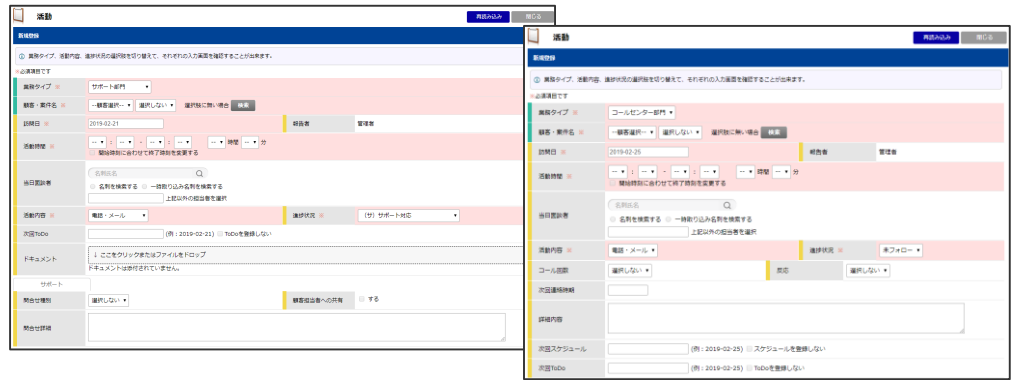 活動
再読み込み 閉じる
新規登録
業務タイプ、活動内容、進捗状況の選択肢を切り替えて、それぞれの入力画面を確認することが出来ます。
※必須項目です
業務タイプ ※ サポート部門
顧客・案件名 ※ --顧客選択-- 選択しない 選択肢に無い場合 検索
訪問日 ※ 2019-02-21 報告者 管理者
活動時間 ※ -- : -- - -- : -- -- 時間 -- 分
開始時刻に合わせて終了時刻を変更する
当日面談者 名刺氏名
名刺を検索する 一時取り込み名刺を検索する
上記以外の担当者を選択
活動内容 ※ 電話・メール 進捗状況 ※ (サ) サポート対応
次回ToDo (例:2019-02-21) ToDoを登録しない
ドキュメント ↓ ここをクリックまたはファイルをドロップ
ドキュメントは添付されていません。
サポート
問合せ種別 選択しない 顧客担当者への共有 する
問合せ詳細
活動
再読み込み 閉じる
新規登録
業務タイプ、活動内容、進捗状況の選択肢を切り替えて、それぞれの入力画面を確認することが出来ます。
※必須項目です
業務タイプ ※ コールセンター部門
顧客・案件名 ※ --顧客選択-- 選択しない 選択肢に無い場合 検索
訪問日 ※ 2019-02-25 報告者 管理者
活動時間 ※ -- : -- - -- : -- -- 時間 -- 分
開始時刻に合わせて終了時刻を変更する
当日面談者 名刺氏名
名刺を検索する 一時取り込み名刺を検索する
上記以外の担当者を選択
活動内容 ※ 電話・メール 進捗状況 ※ 未フォロー
コール回数 選択しない 反応 選択しない
次回連絡時期
詳細内容
次回スケジュール (例:2019-02-25) スケジュールを登録しない
次回ToDo (例:2019-02-25) ToDoを登録しない